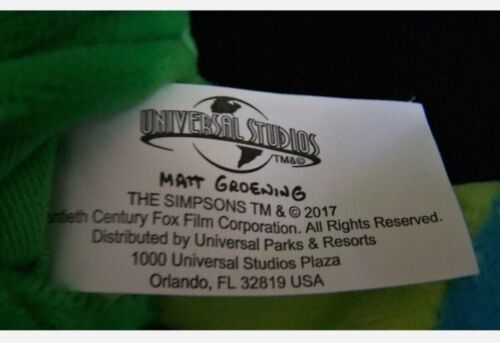 UNIVERSAL STUDIOS
TM&©
MATT GROENING
THE SIMPSONS TM & © 2017
ntieth Century Fox Film Corporation. All Rights Reserved.
Distributed by Universal Parks & Resorts
1000 Universal Studios Plaza
Orlando, FL 32819 USA